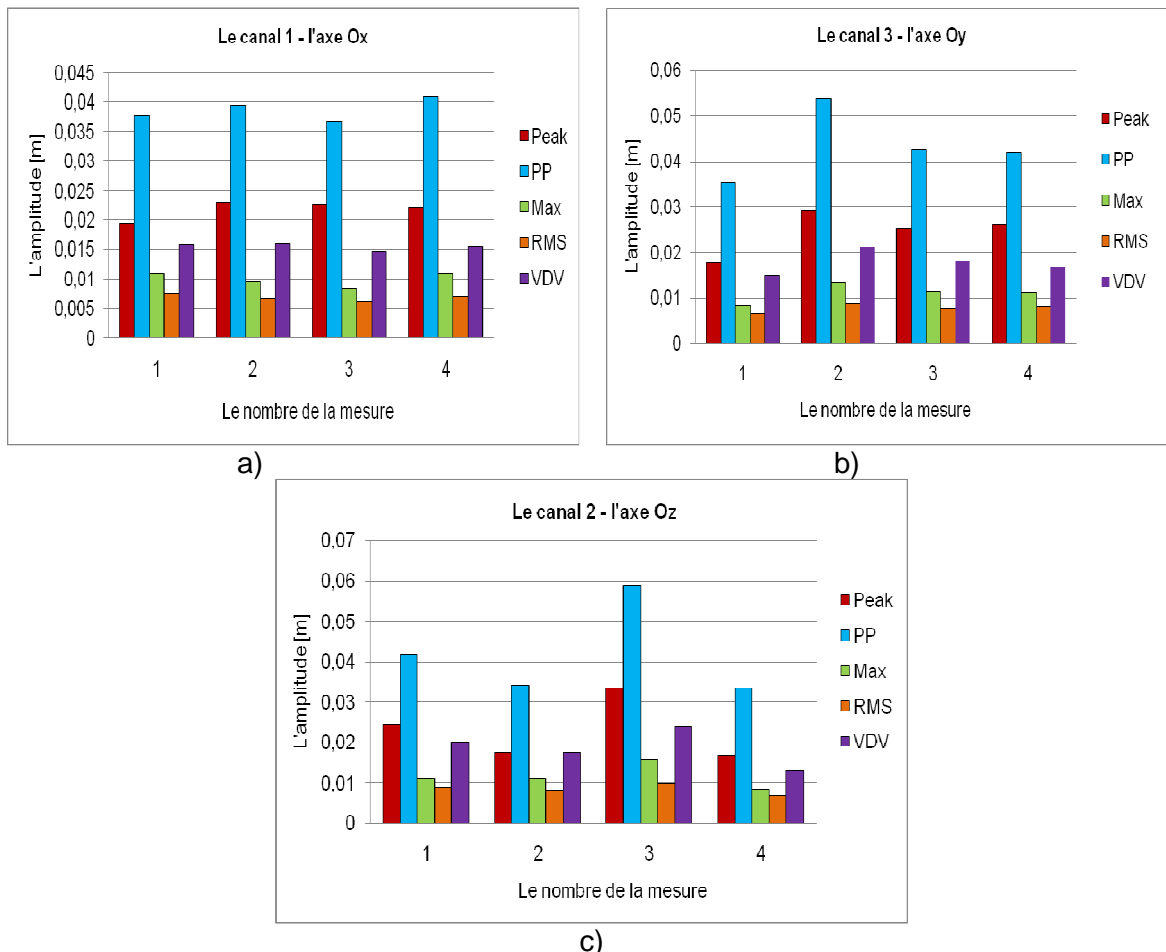 Le canal 1 - l'axe Ox
L'amplitude [m]
0,045
0,04
0,035
0,03
0,025
0,02
0,015
0,01
0,005
0
1 2 3 4
Le nombre de la mesure
Peak
PP
Max
RMS
VDV
a)
Le canal 3 - l'axe Oy
L'amplitude [m]
0,06
0,05
0,04
0,03
0,02
0,01
0
1 2 3 4
Le nombre de la mesure
Peak
PP
Max
RMS
VDV
b)
Le canal 2 - l'axe Oz
L'amplitude [m]
0,07
0,06
0,05
0,04
0,03
0,02
0,01
0
1 2 3 4
Le nombre de la mesure
Peak
PP
Max
RMS
VDV
c)